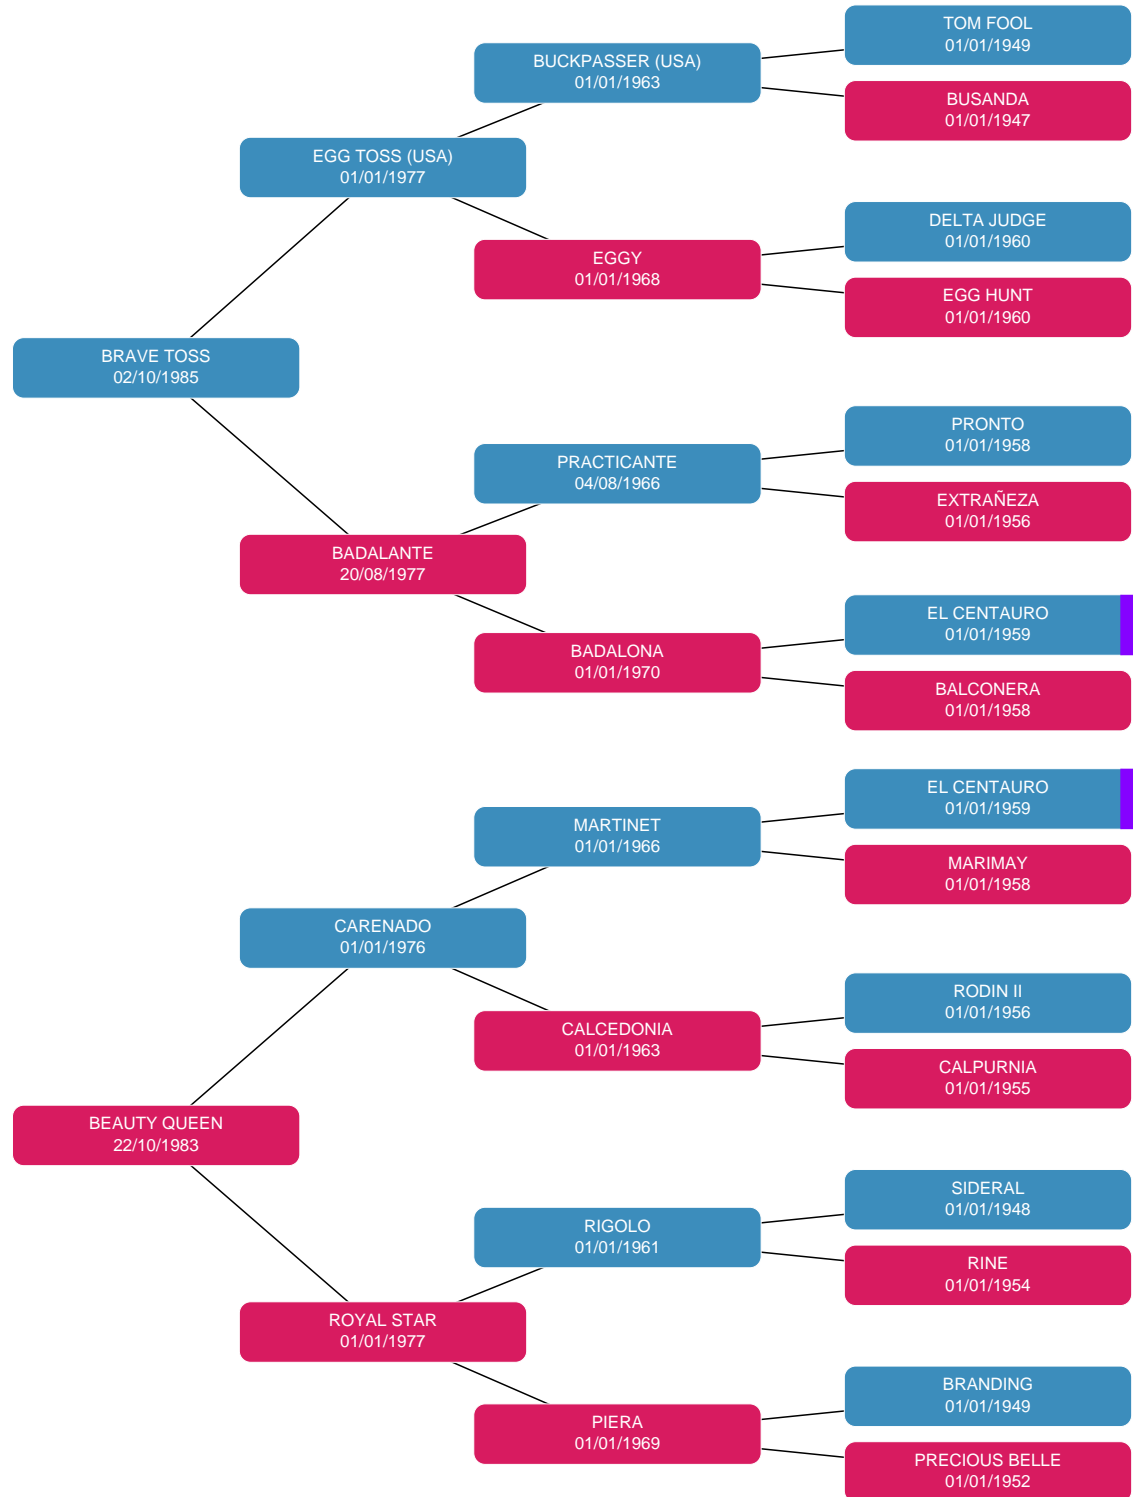 TOM FOOL
01/01/1949
BUCKPASSER (USA)
01/01/1963
BUSANDA
01/01/1947
EGG TOSS (USA)
01/01/1977
DELTA JUDGE
01/01/1960
EGGY
01/01/1968
EGG HUNT
01/01/1960
BRAVE TOSS
02/10/1985
PRONTO
01/01/1958
PRACTICANTE
04/08/1966
EXTRAÑEZA
01/01/1956
BADALANTE
20/08/1977
EL CENTAURO
01/01/1959
BADALONA
01/01/1970
BALCONERA
01/01/1958
EL CENTAURO
01/01/1959
MARTINET
01/01/1966
MARIMAY
01/01/1958
CARENADO
01/01/1976
RODIN II
01/01/1956
CALCEDONIA
01/01/1963
CALPURNIA
01/01/1955
BEAUTY QUEEN
22/10/1983
SIDERAL
01/01/1948
RIGOLO
01/01/1961
RINE
01/01/1954
ROYAL STAR
01/01/1977
BRANDING
01/01/1949
PIERA
01/01/1969
PRECIOUS BELLE
01/01/1952